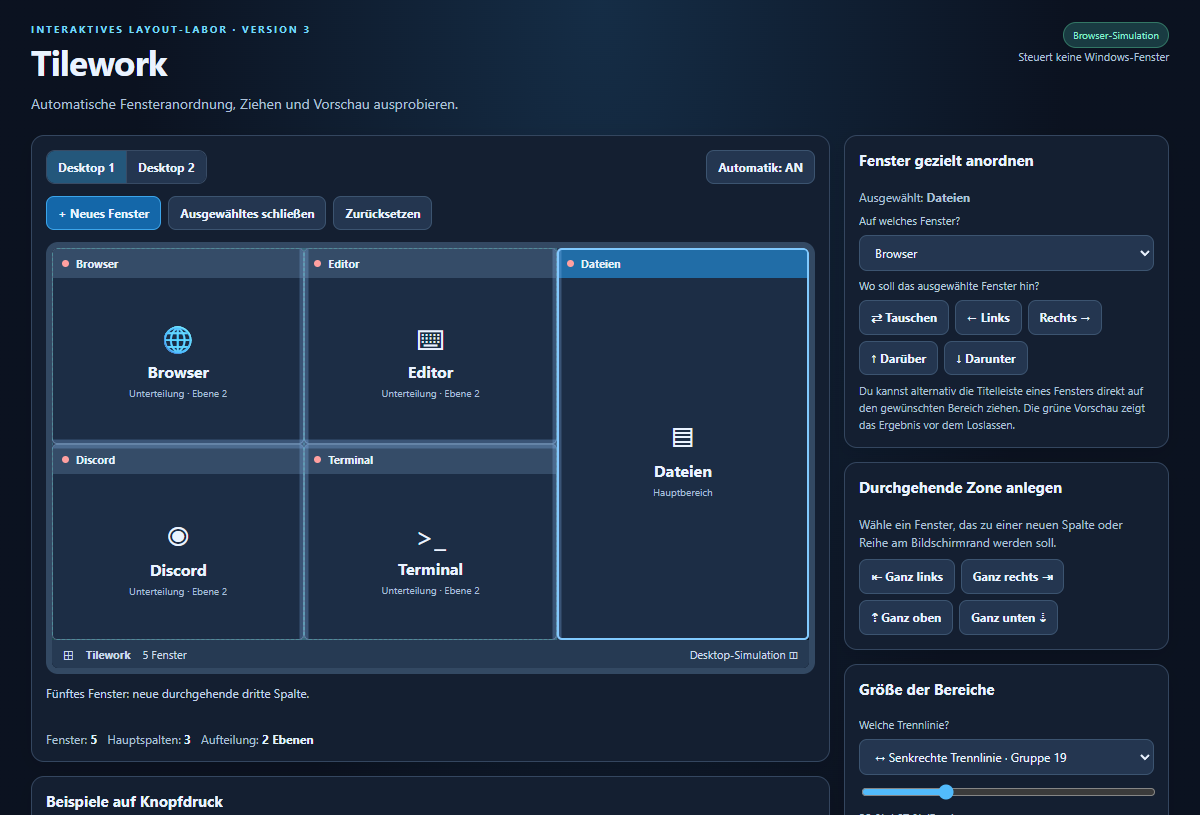 INTERAKTIVES LAYOUT-LABOR · VERSION 3
Tilework
Automatische Fensteranordnung, Ziehen und Vorschau ausprobieren.
Browser-Simulation
Steuert keine Windows-Fenster
Desktop 1
Desktop 2
Automatik: AN
+ Neues Fenster
Ausgewähltes schließen
Zurücksetzen
Browser
Editor
Dateien
Browser
Unterteilung · Ebene 2
Editor
Unterteilung · Ebene 2
Dateien
Hauptbereich
Discord
Terminal
Discord
Unterteilung · Ebene 2
>_
Terminal
Unterteilung · Ebene 2
Tilework 5 Fenster
Desktop-Simulation
Fünftes Fenster: neue durchgehende dritte Spalte.
Fenster: 5 Hauptspalten: 3 Aufteilung: 2 Ebenen
Beispiele auf Knopfdruck
Fenster gezielt anordnen
Ausgewählt: Dateien
Auf welches Fenster?
Browser
Wo soll das ausgewählte Fenster hin?
⇄ Tauschen
← Links
Rechts →
↑ Darüber
↓ Darunter
Du kannst alternativ die Titelleiste eines Fensters direkt auf
den gewünschten Bereich ziehen. Die grüne Vorschau zeigt
das Ergebnis vor dem Loslassen.
Durchgehende Zone anlegen
Wähle ein Fenster, das zu einer neuen Spalte oder
Reihe am Bildschirmrand werden soll.
⇤ Ganz links
Ganz rechts ⇥
⇡ Ganz oben
Ganz unten ⇣
Größe der Bereiche
Welche Trennlinie?
↔ Senkrechte Trennlinie · Gruppe 19